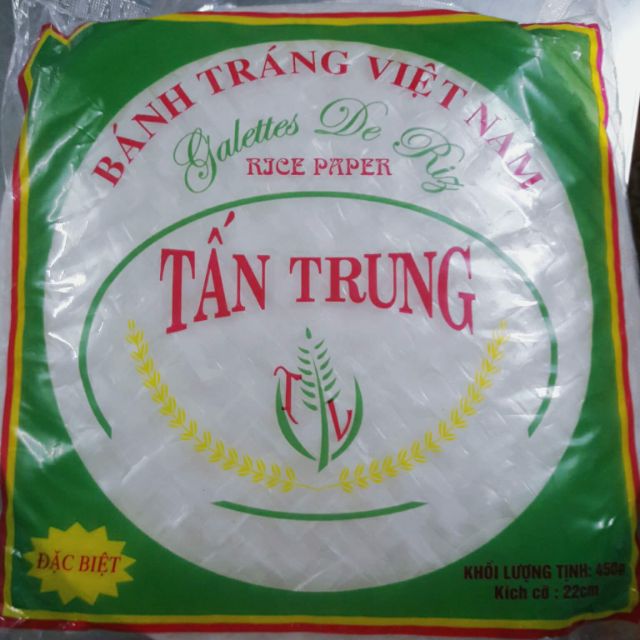 BÁNH TRÁNG VIỆT NAM
Galettes De Riz
RICE PAPER
TẤN TRUNG
T L
ĐẶC BIỆT
KHỐI LƯỢNG TỊNH: 450g
Kích cỡ : 22cm